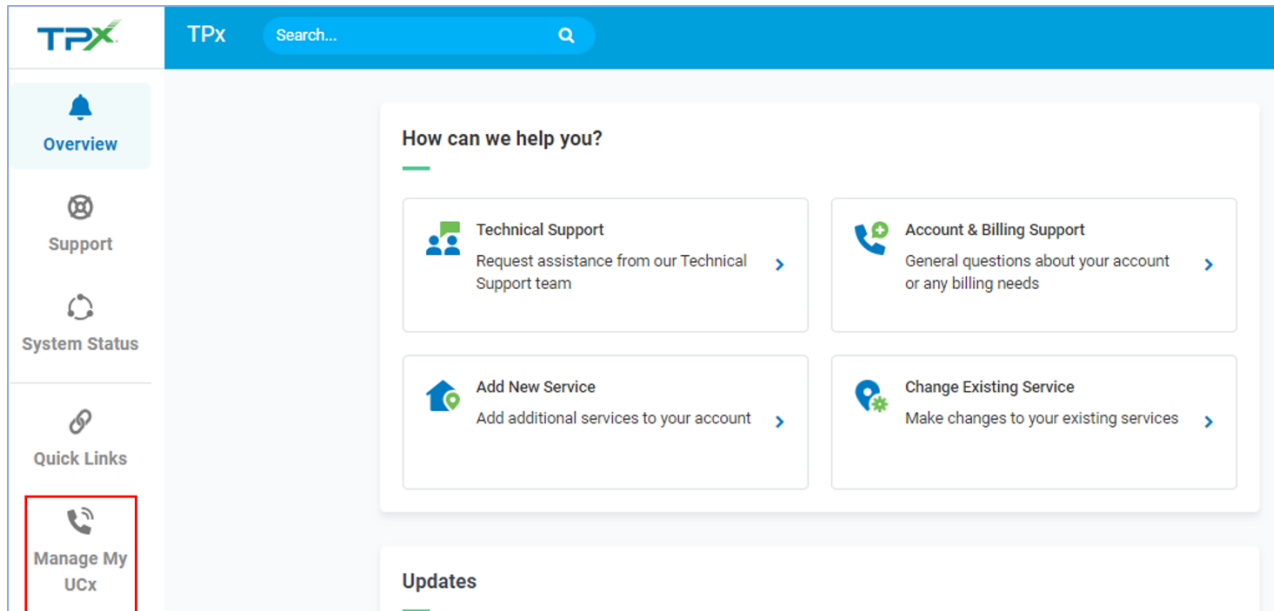 TPx
TPx
Search...
Overview
Support
System Status
Quick Links
Manage My
UCx
How can we help you?
Technical Support
Request assistance from our Technical
Support team
Account & Billing Support
General questions about your account
or any billing needs
Add New Service
Add additional services to your account
Change Existing Service
Make changes to your existing services
Updates